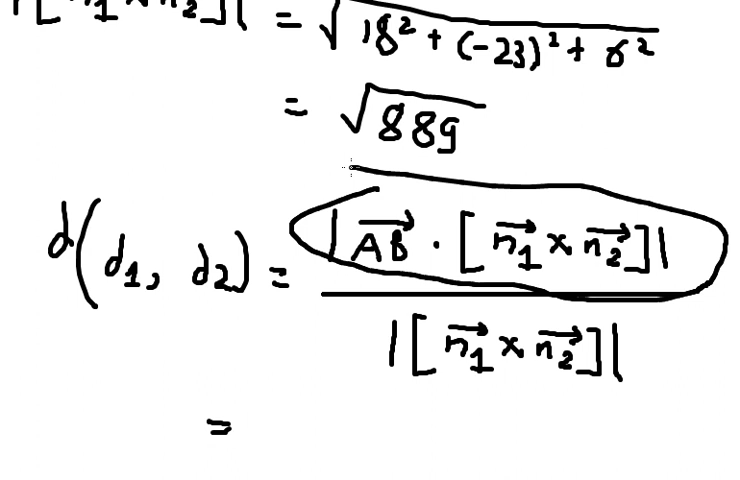 |[n₁ x n₂]| = √18² + (-23)² + 6²
= √889
d(d₁, d₂) = |AB · [n₁ x n₂]|
|[n₁ x n₂]|
=